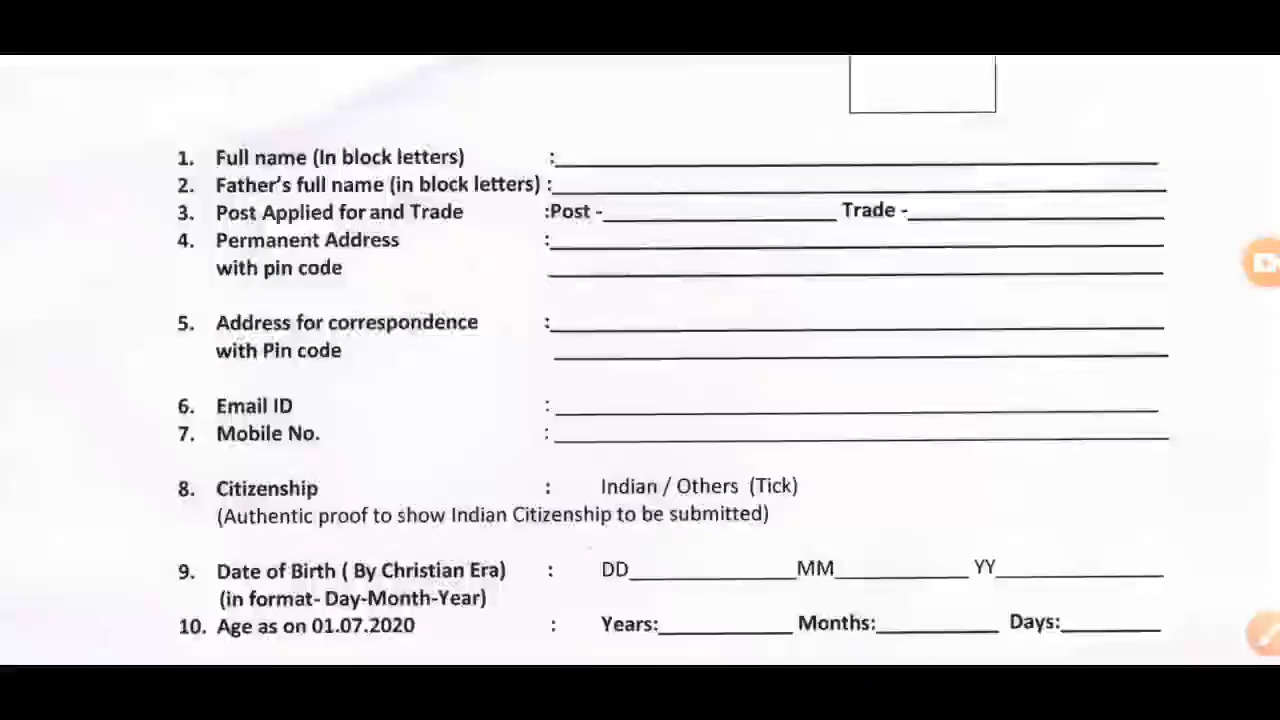 1. Full name (In block letters) :
2. Father's full name (in block letters) :
3. Post Applied for and Trade :Post - Trade -
4. Permanent Address :
with pin code
5. Address for correspondence :
with Pin code
6. Email ID :
7. Mobile No. :
8. Citizenship : Indian / Others (Tick)
(Authentic proof to show Indian Citizenship to be submitted)
9. Date of Birth ( By Christian Era) : DD MM YY
(in format- Day-Month-Year)
10. Age as on 01.07.2020 : Years: Months: Days: